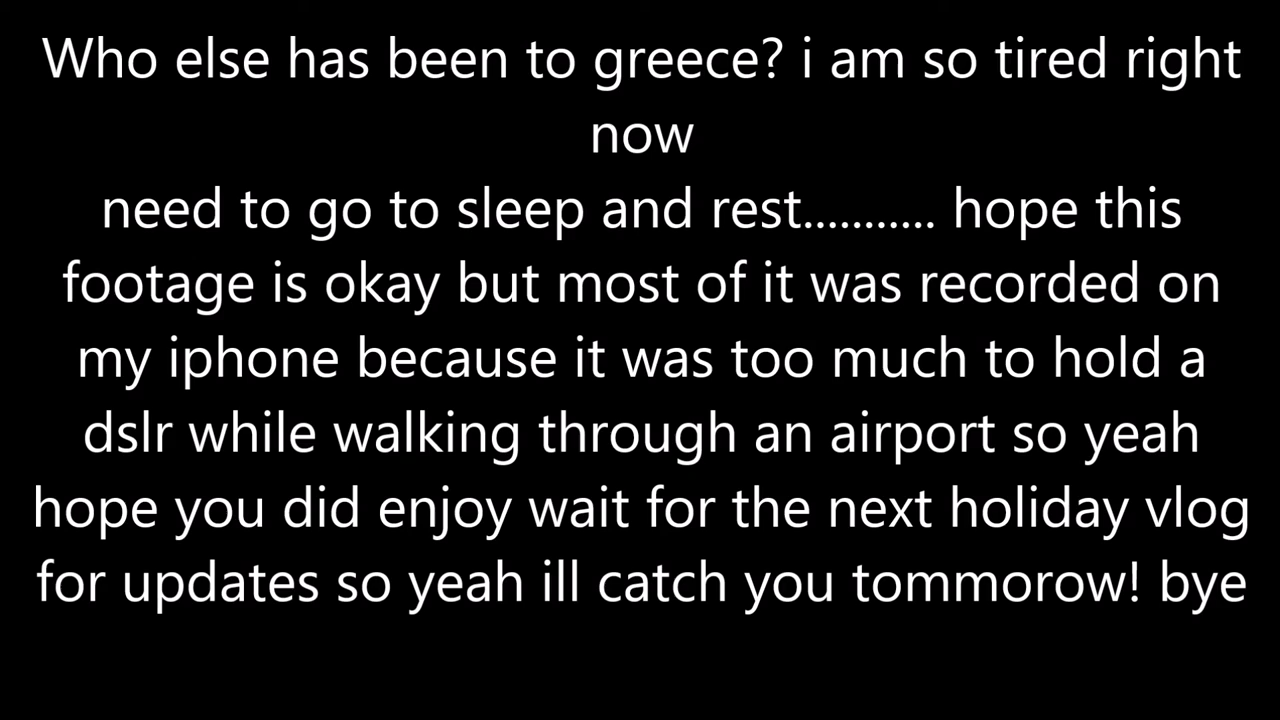 Who else has been to greece? i am so tired right
now
need to go to sleep and rest........... hope this
footage is okay but most of it was recorded on
my iphone because it was too much to hold a
dslr while walking through an airport so yeah
hope you did enjoy wait for the next holiday vlog
for updates so yeah ill catch you tommorow! bye